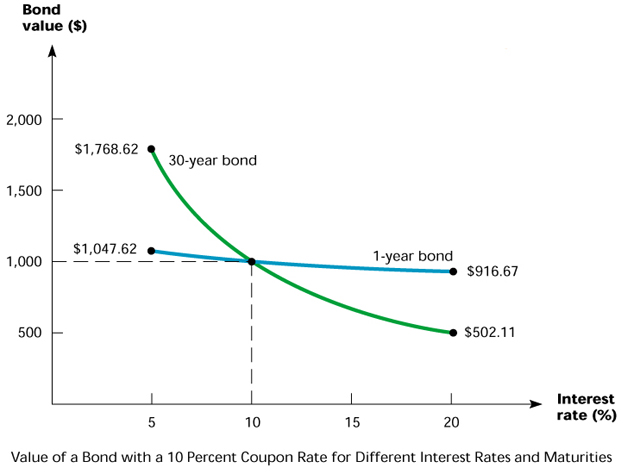 Bond
value ($)
2,000
$1,768.62
30-year bond
1,500
$1,047.62
1-year bond
1,000
$916.67
500
$502.11
Interest
rate (%)
5
10
15
20
Value of a Bond with a 10 Percent Coupon Rate for Different Interest Rates and Maturities